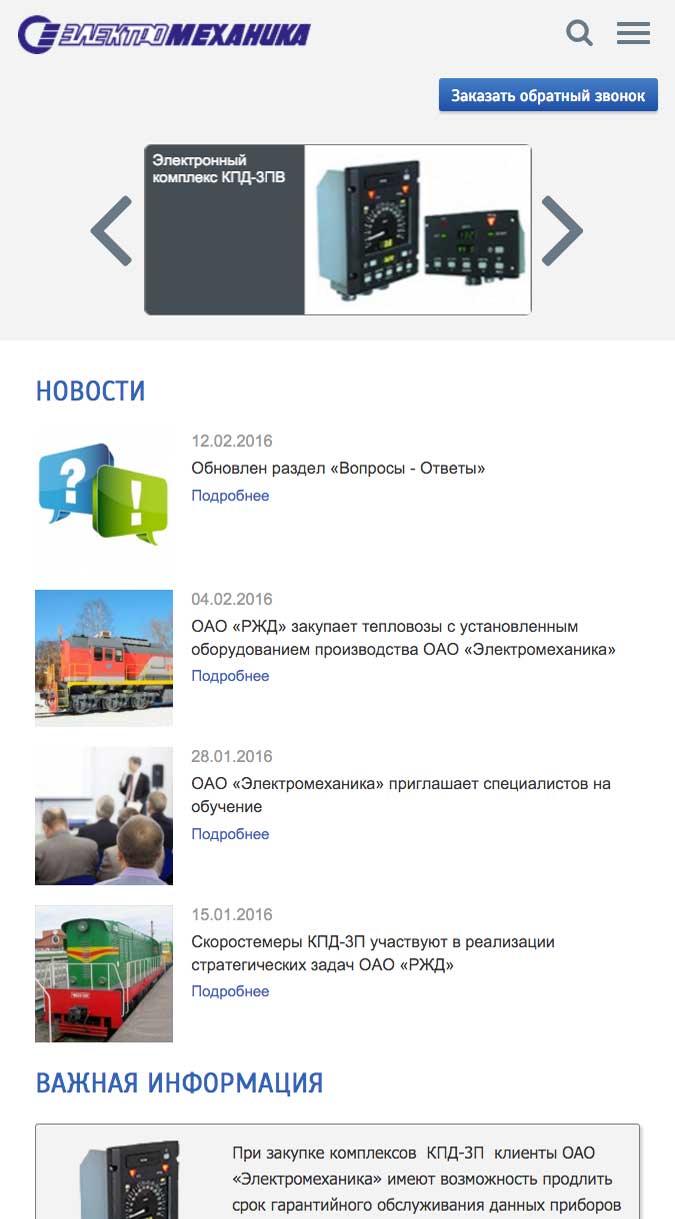 ЭЛЕКТРОМЕХАНИКА
Заказать обратный звонок
Электронный
комплекс КПД-3ПВ
НОВОСТИ
12.02.2016
Обновлен раздел «Вопросы - Ответы»
Подробнее
04.02.2016
ОАО «РЖД» закупает тепловозы с установленным
оборудованием производства ОАО «Электромеханика»
Подробнее
28.01.2016
ОАО «Электромеханика» приглашает специалистов на
обучение
Подробнее
15.01.2016
Скоростемеры КПД-3П участвуют в реализации
стратегических задач ОАО «РЖД»
Подробнее
ВАЖНАЯ ИНФОРМАЦИЯ
При закупке комплексов  КПД-3П  клиенты ОАО
«Электромеханика» имеют возможность продлить
срок гарантийного обслуживания данных приборов